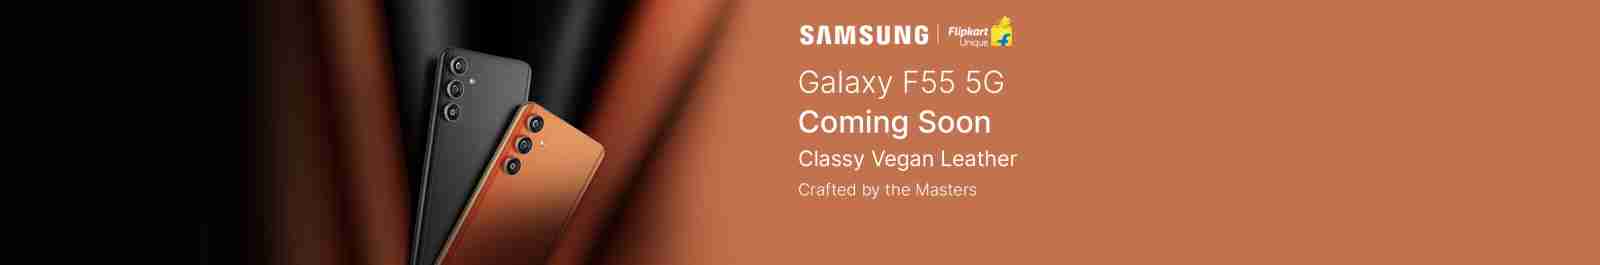 SAMSUNG | Flipkart Unique
Galaxy F55 5G
Coming Soon
Classy Vegan Leather
Crafted by the Masters